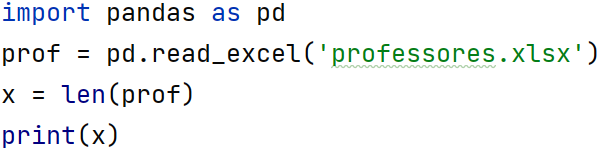 import pandas as pd
prof = pd.read_excel('professores.xlsx')
x = len(prof)
print(x)